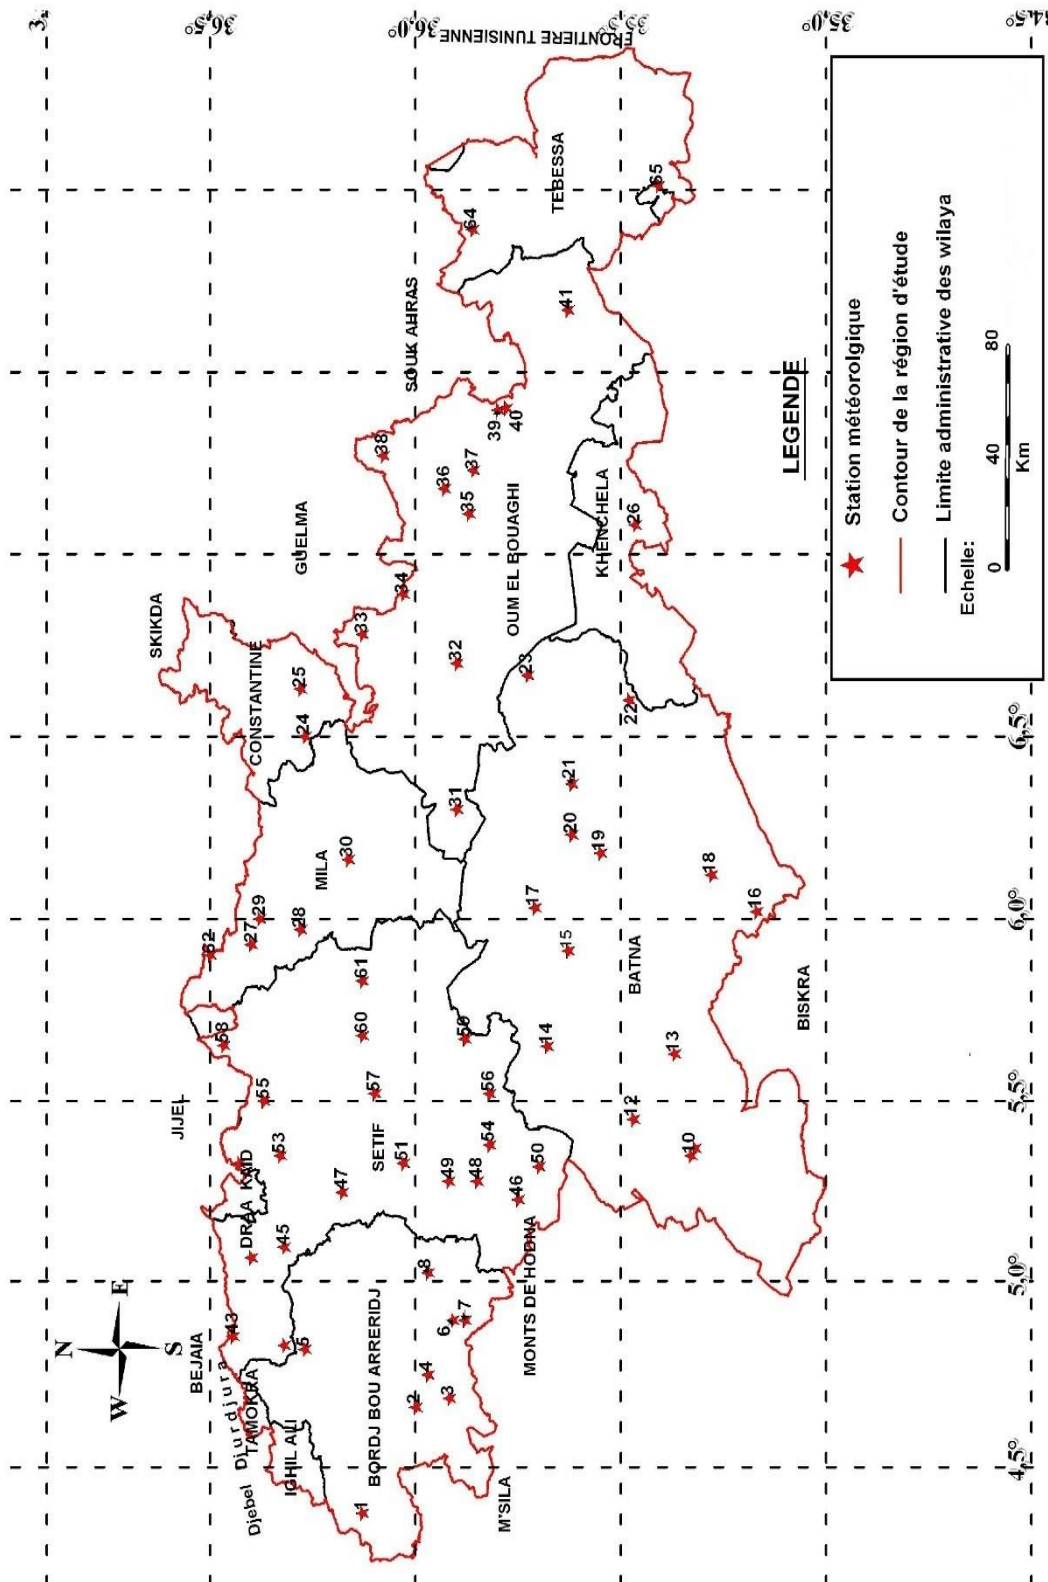 N
W
E
S
SKIKDA
JIJEL
BEJAIA
36,5°
62
58
43
Djebel Djurdjura
TAMOKRA
DRAA KAID
27
29
CONSTANTINE
55
53
45
IGHIL ALI
5
28
24
25
GUELMA
MILA
30
47
1
60
61
33
38
BORDJ BOU ARRERIDJ
SETIF
57
51
34
SOUK AHRAS
36,0°
2
4
8
3
49
6
7
59
31
32
36
35
37
64
48
54
56
FRONTIERE TUNISIENNE
M'SILA
46
50
39
40
OUM EL BOUAGHI
MONTS DE HODNA
14
17
23
TEBESSA
15
20
21
41
19
KHENCHELA
12
BATNA
22
26
65
13
10
18
16
BISKRA
35,0°
LEGENDE
Station météorolgique
Contour de la région d'étude
Limite administrative des wilaya
Echelle:
0 40 80
Km
4,5° 5,0° 5,5° 6,0° 6,5°
34,5°